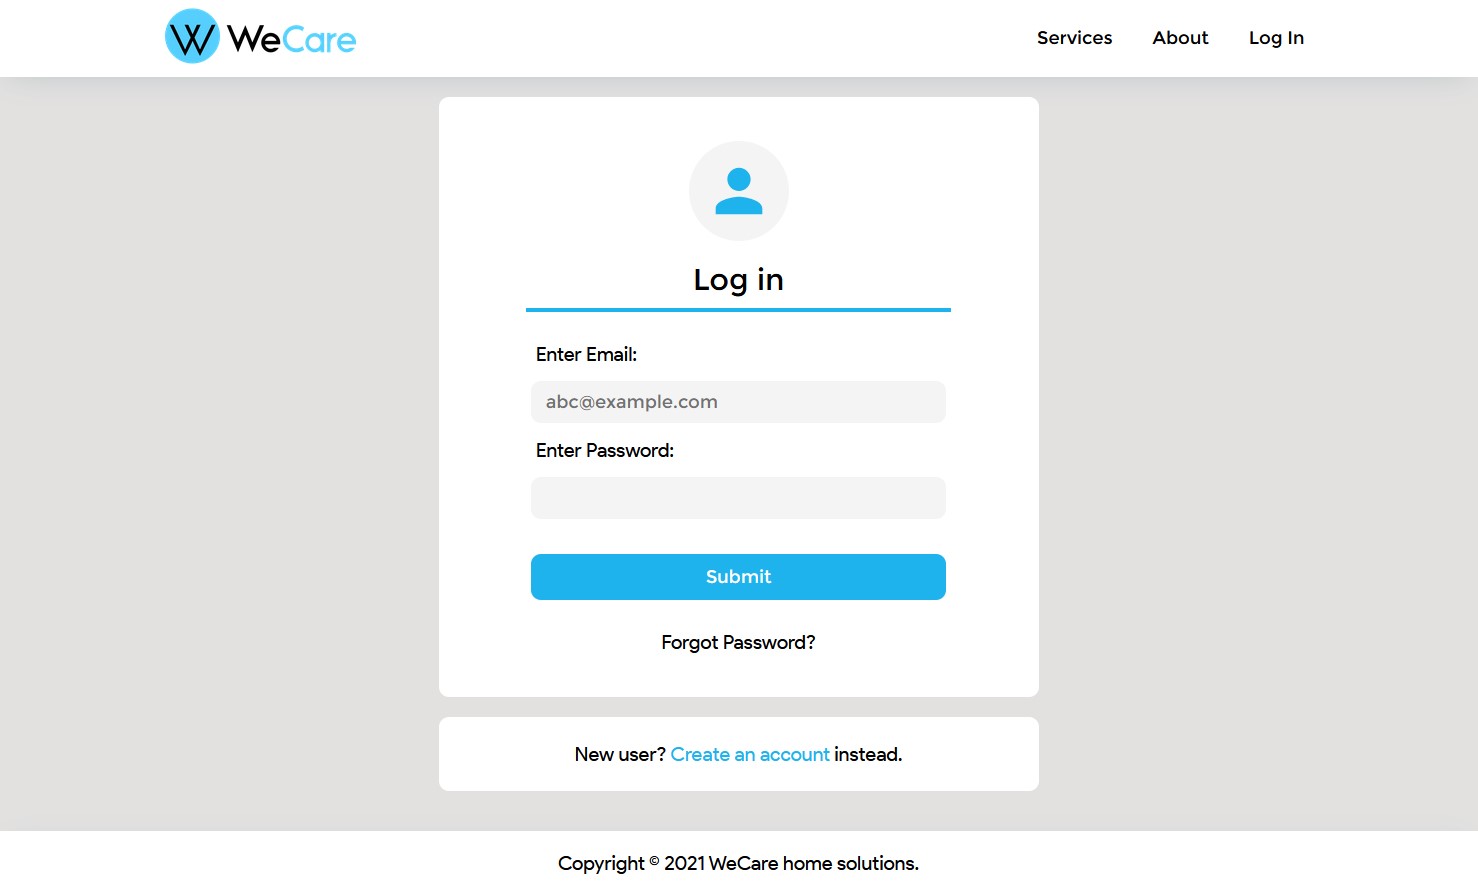 W WeCare
Services About Log In
Log in
Enter Email:
abc@example.com
Enter Password:
Submit
Forgot Password?
New user? Create an account instead.
Copyright © 2021 WeCare home solutions.